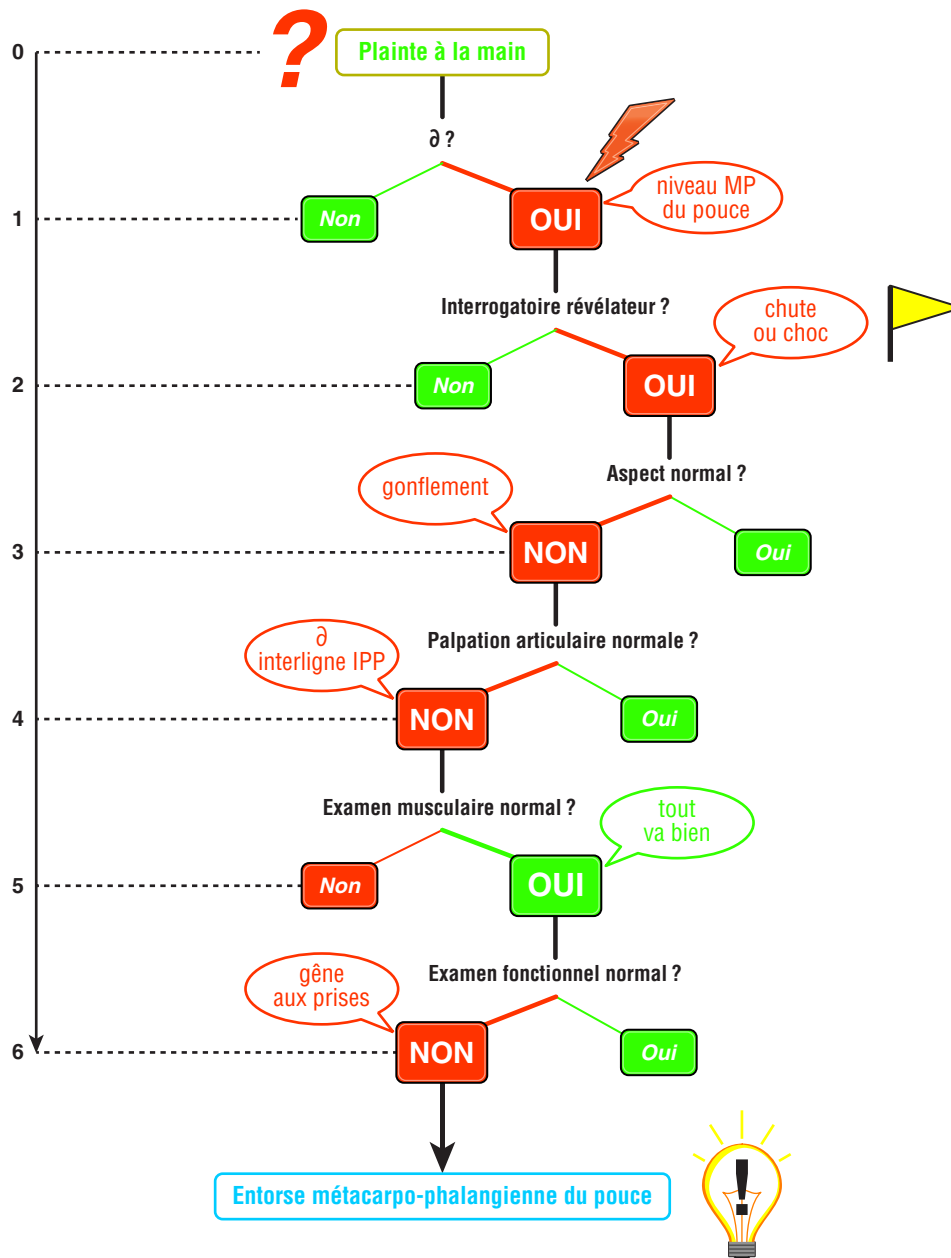 0
?
Plainte à la main
∂ ?
1
Non
OUI
niveau MP
du pouce
Interrogatoire révélateur ?
chute
ou choc
2
Non
OUI
Aspect normal ?
gonflement
3
NON
Oui
Palpation articulaire normale ?
∂
interligne IPP
4
NON
Oui
Examen musculaire normal ?
tout
va bien
5
Non
OUI
Examen fonctionnel normal ?
gêne
aux prises
6
NON
Oui
Entorse métacarpo-phalangienne du pouce
!